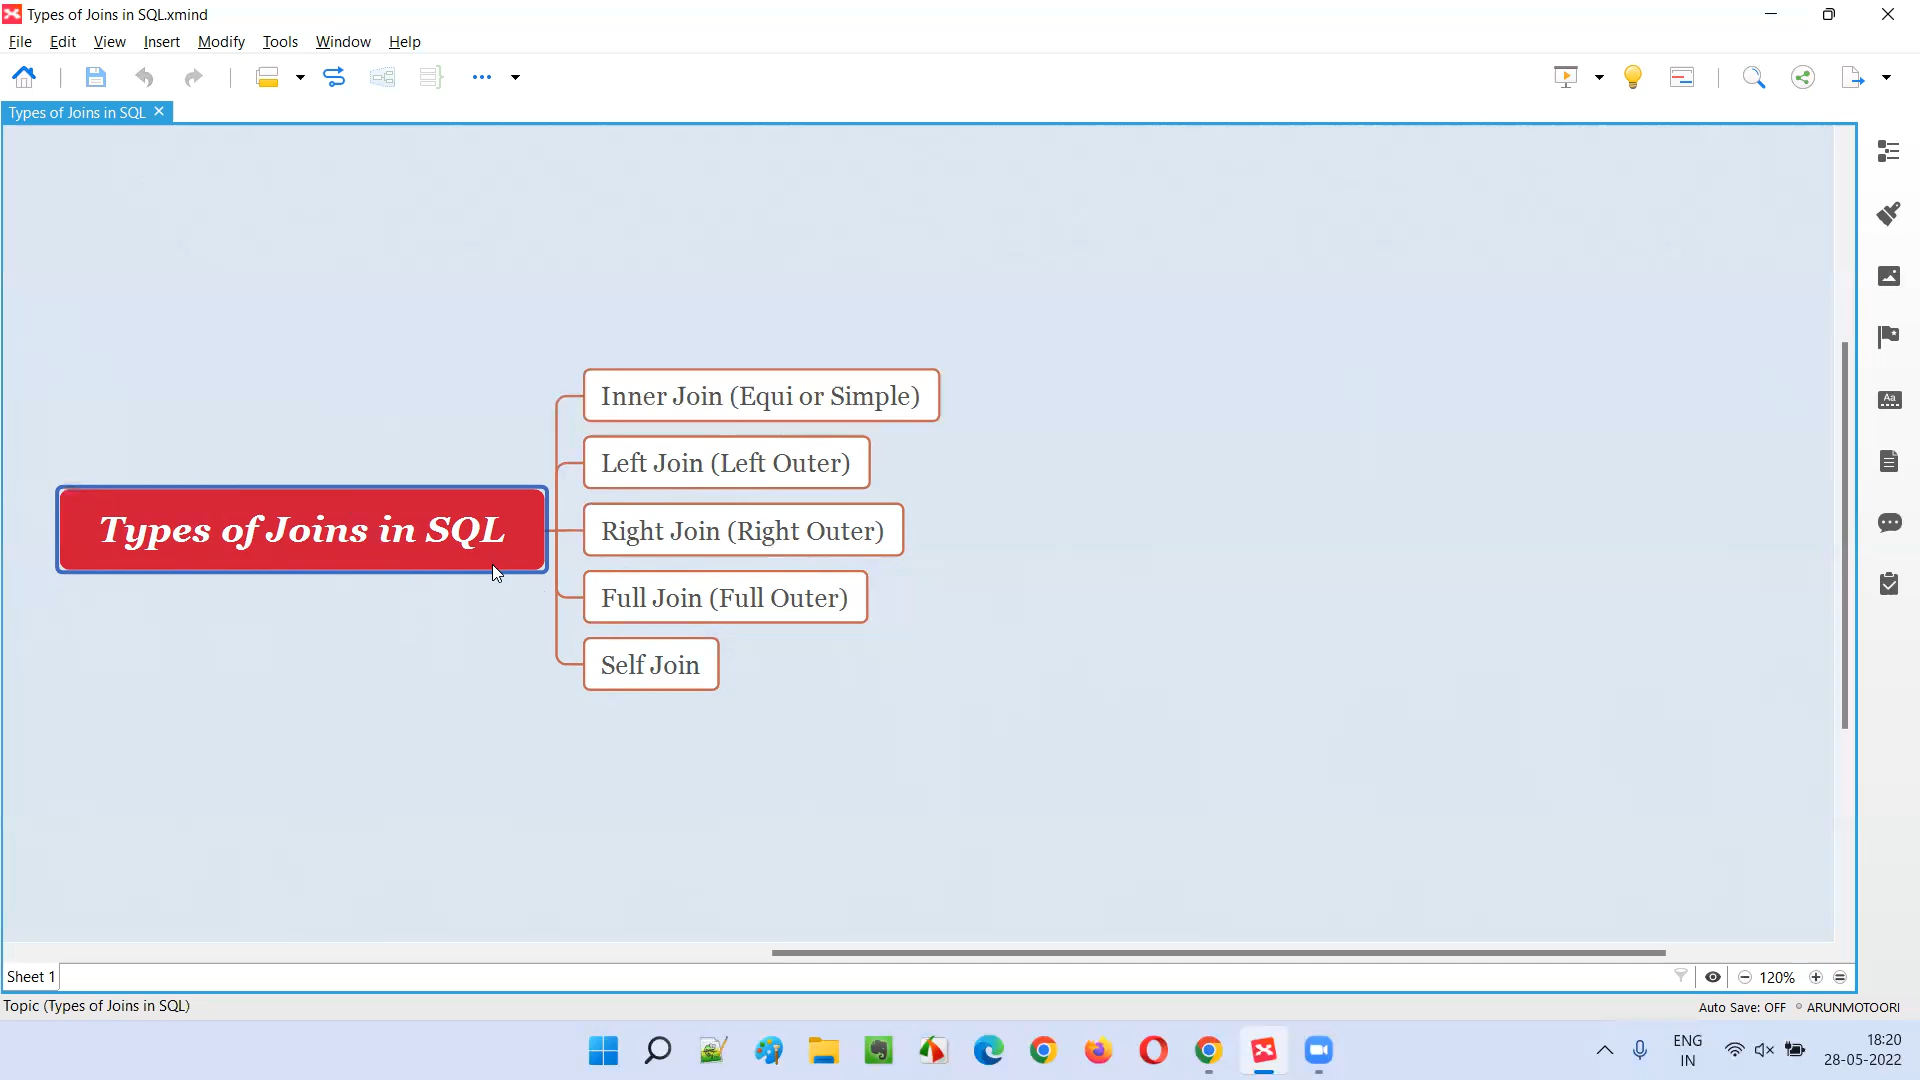 Types of Joins in SQL.xmind
File Edit View Insert Modify Tools Window Help
Types of Joins in SQL
Inner Join (Equi or Simple)
Left Join (Left Outer)
Types of Joins in SQL
Right Join (Right Outer)
Full Join (Full Outer)
Self Join
Aa
Sheet 1
120%
Topic (Types of Joins in SQL)
Auto Save: OFF
ARUNMOTOORI
ENG
IN
18:20
28-05-2022